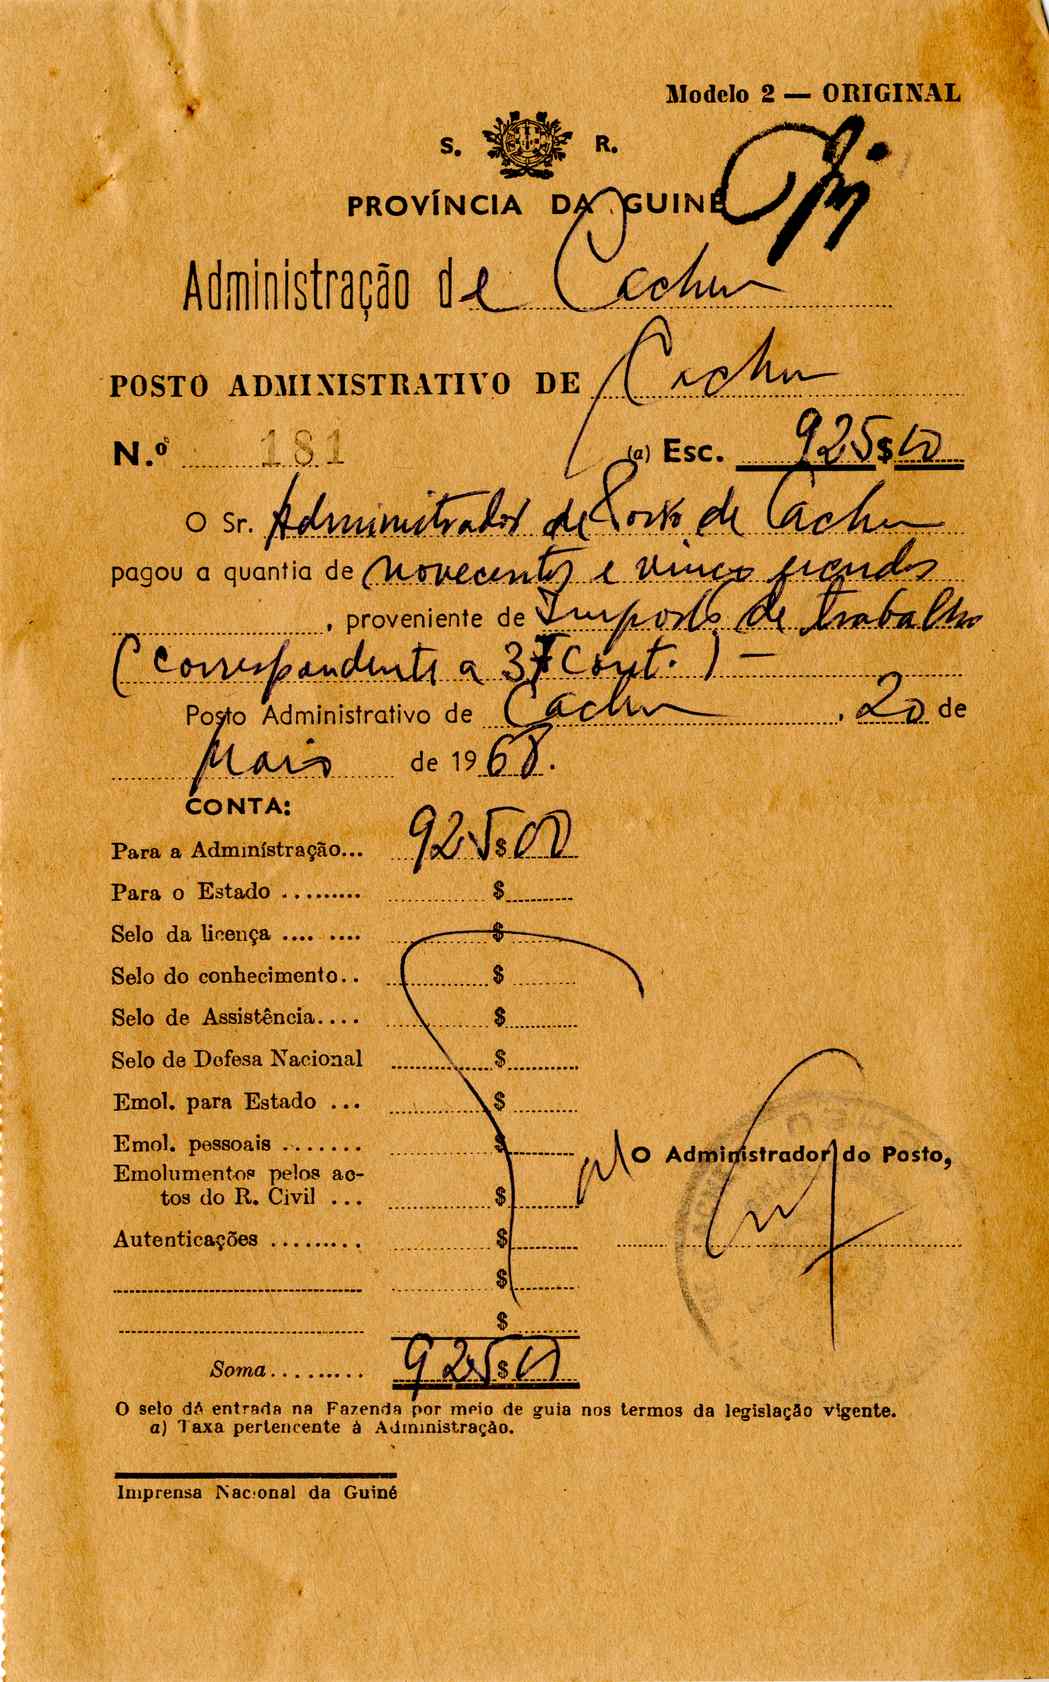 Modelo 2 — ORIGINAL
S. R.
PROVÍNCIA DA GUINÉ
Administração de Cacheu
POSTO ADMINISTRATIVO DE Cacheu
N.º 181 (a) Esc. 925$00
O Sr. Administrador do Posto de Cacheu
pagou a quantia de novecentos e vinte escudos
, proveniente de Imposto de trabalho
(correspondente a 37 Cont.) —
Posto Administrativo de Cacheu, 20 de
Maio de 1968.
CONTA:
Para a Administração... 925$00
Para o Estado ......... $
Selo da licença .... .... $
Selo do conhecimento.. $
Selo de Assistência.... $
Selo de Defesa Nacional $
Emol. para Estado ... $
Emol. pessoais ....... $
O Administrador do Posto,
Emolumentos pelos ac-
tos do R. Civil ... $
Autenticações ......... $
$
$
Soma ......... 925$00
O selo dá entrada na Fazenda por meio de guia nos termos da legislação vigente.
a) Taxa pertencente à Administração.
Imprensa Nacional da Guiné